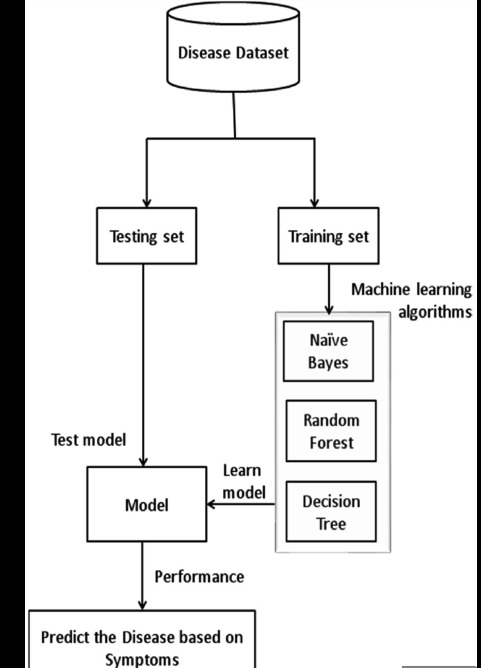 Disease Dataset
Testing set
Training set
Machine learning
algorithms
Naïve
Bayes
Random
Forest
Decision
Tree
Test model
Learn
model
Model
Performance
Predict the Disease based on
Symptoms